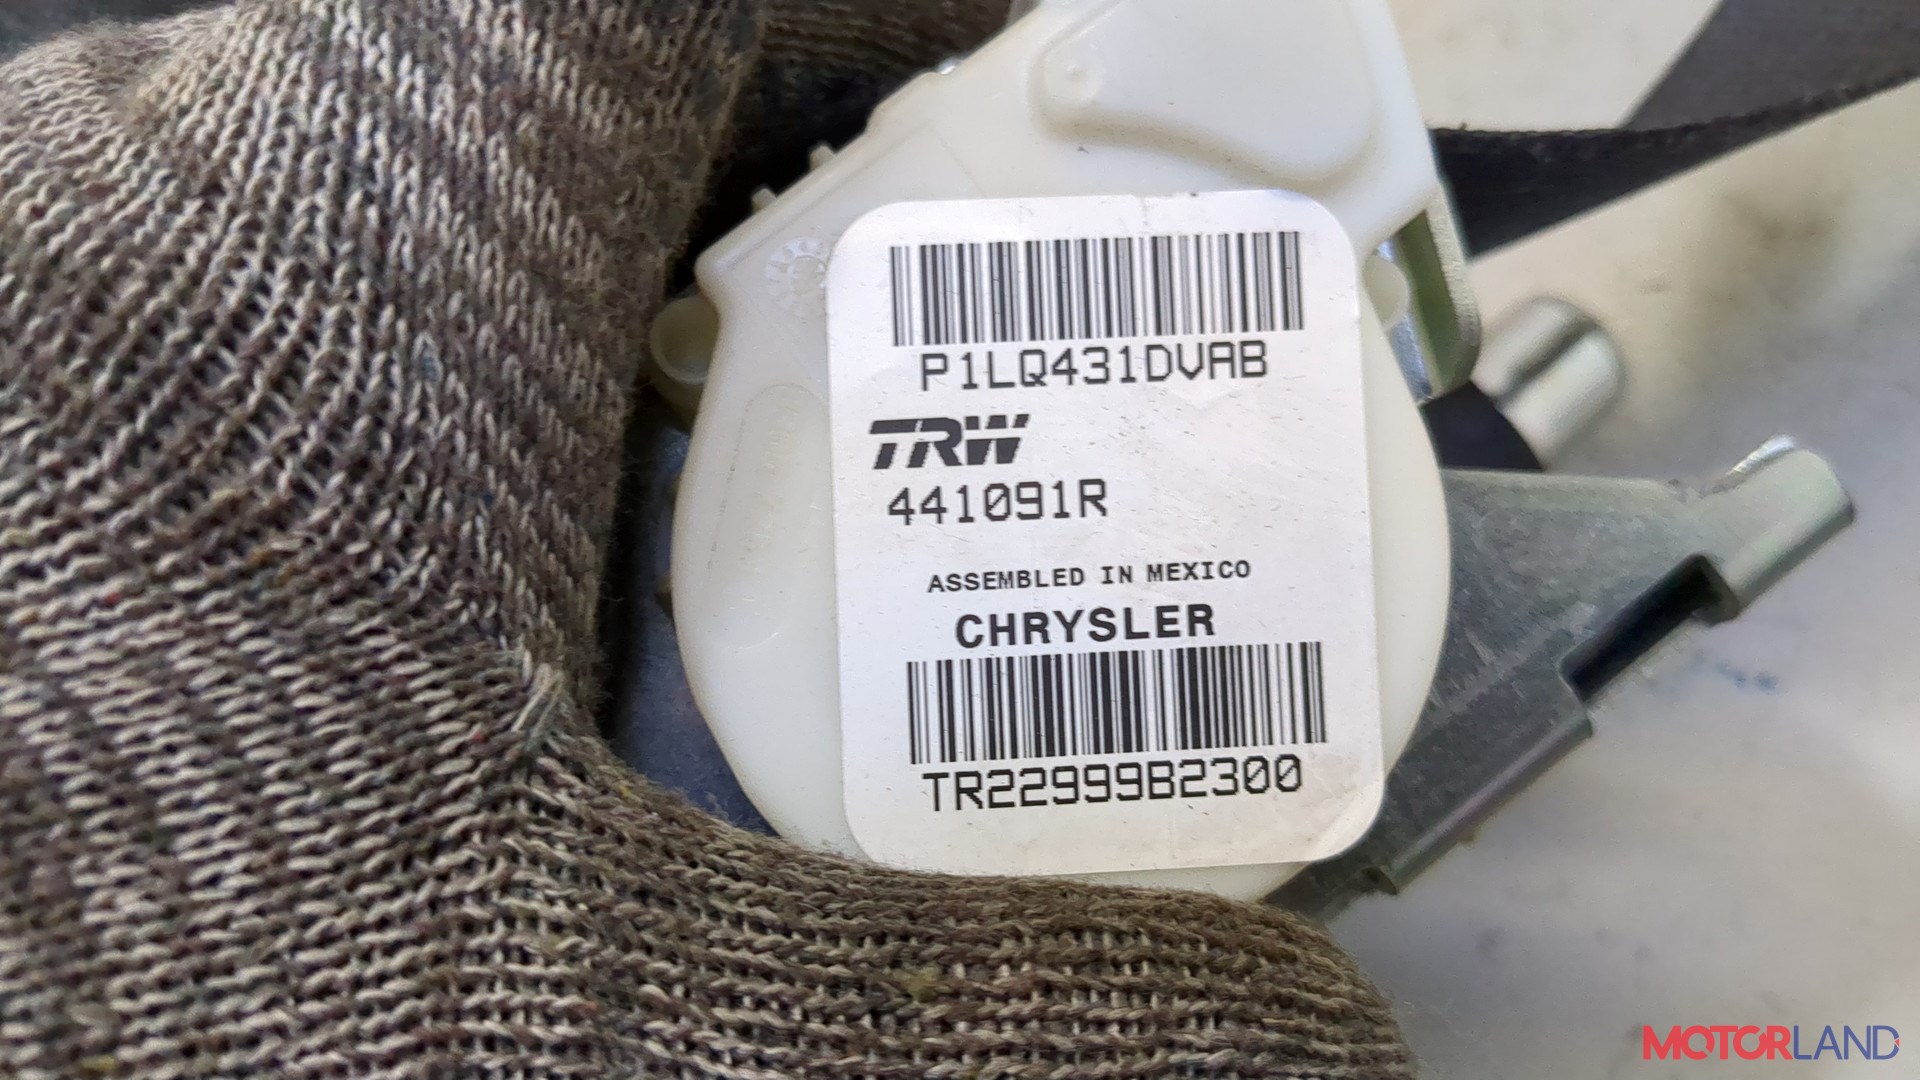 P1LQ431DVAB
TRW
441091R
ASSEMBLED IN MEXICO
CHRYSLER
TR22999B2300
MOTORLAND